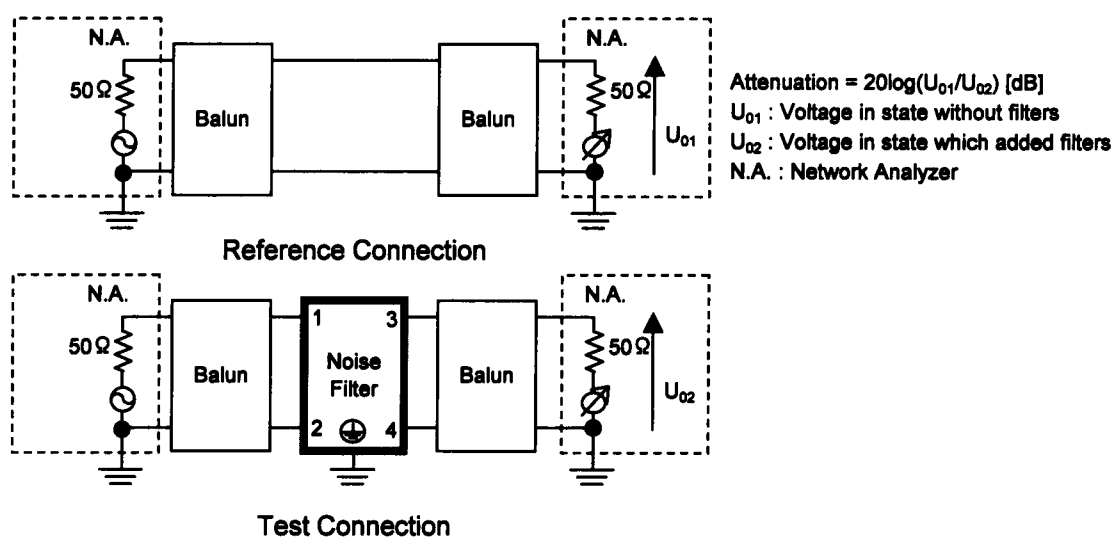 N.A.
N.A.
50Ω
50Ω
Balun
Balun
U01
Attenuation = 20log(U01/U02) [dB]
U01 : Voltage in state without filters
U02 : Voltage in state which added filters
N.A. : Network Analyzer
Reference Connection
N.A.
N.A.
1
3
50Ω
50Ω
Balun
Noise
Filter
Balun
U02
2
4
Test Connection